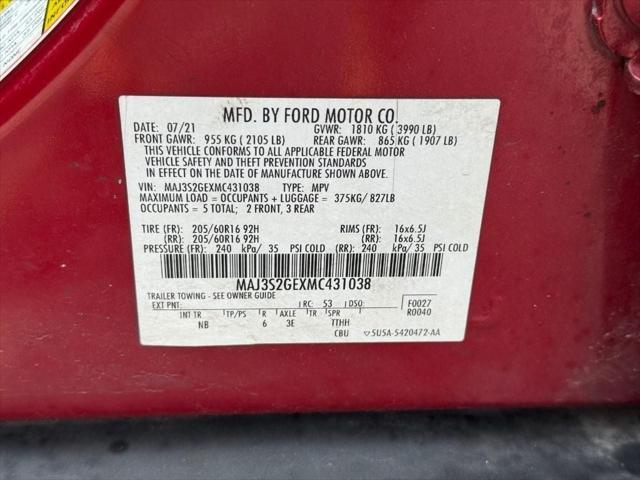 MFD. BY FORD MOTOR CO.
DATE: 07/21 GVWR: 1810 KG ( 3990 LB)
FRONT GAWR: 955 KG ( 2105 LB) REAR GAWR: 865 KG ( 1907 LB)
THIS VEHICLE CONFORMS TO ALL APPLICABLE FEDERAL MOTOR
VEHICLE SAFETY AND THEFT PREVENTION STANDARDS
IN EFFECT ON THE DATE OF MANUFACTURE SHOWN ABOVE.
VIN: MAJ3S2GEXMC431038 TYPE: MPV
MAXIMUM LOAD = OCCUPANTS + LUGGAGE = 375KG/ 827LB
OCCUPANTS = 5 TOTAL; 2 FRONT, 3 REAR
TIRE (FR): 205/60R16 92H RIMS (FR): 16x6.5J
(RR): 205/60R16 92H (RR): 16x6.5J
PRESSURE (FR): 240 kPa/ 35 PSI COLD (RR): 240 kPa/ 35 PSI COLD
MAJ3S2GEXMC431038
TRAILER TOWING - SEE OWNER GUIDE
EXT PNT: RC: 53 DSO: F0027
R0040
INT TR TP/PS R AXLE TR SPR
NB 6 3E TTHH
CBU 5U5A-5420472-AA